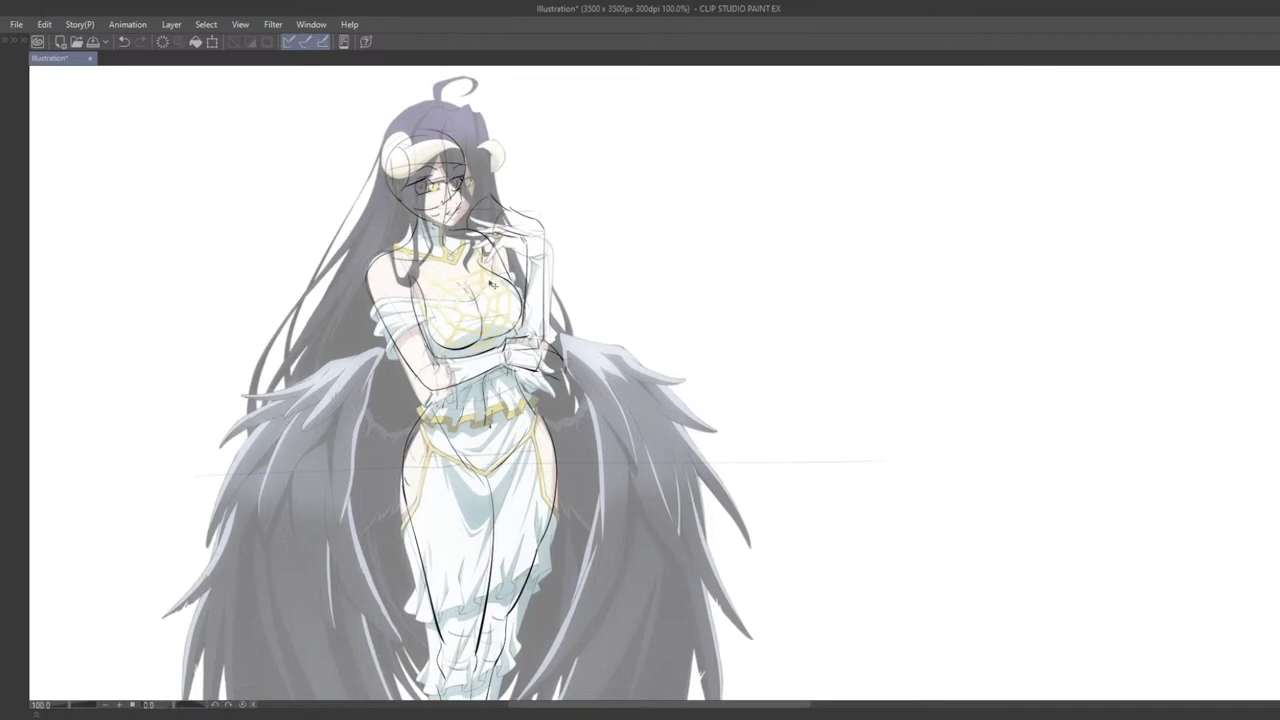 Illustration* (3500 x 3500px 300dpi 100.0%) - CLIP STUDIO PAINT EX
File Edit Story(P) Animation Layer Select View Filter Window Help
Illustration*
100.0 0.0